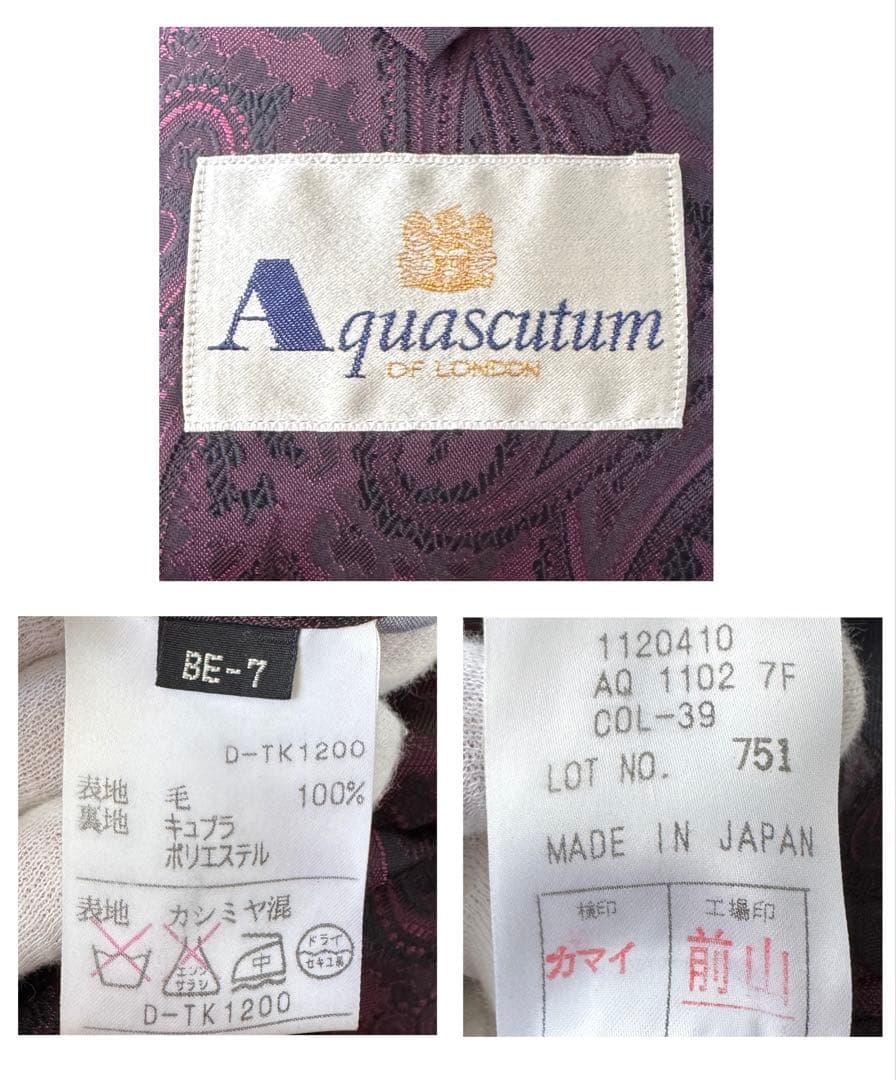 Aquascutum
OF LONDON
BE-7
D-TK1200
表地 毛 100%
裏地 キュプラ
ポリエステル
表地 カシミヤ混
エンソ
サラシ
中
ドライ
セキユ系
D-TK1200
1120410
AQ 1102 7F
COL-39
LOT NO. 751
MADE IN JAPAN
検印 工場印
カマイ 前山